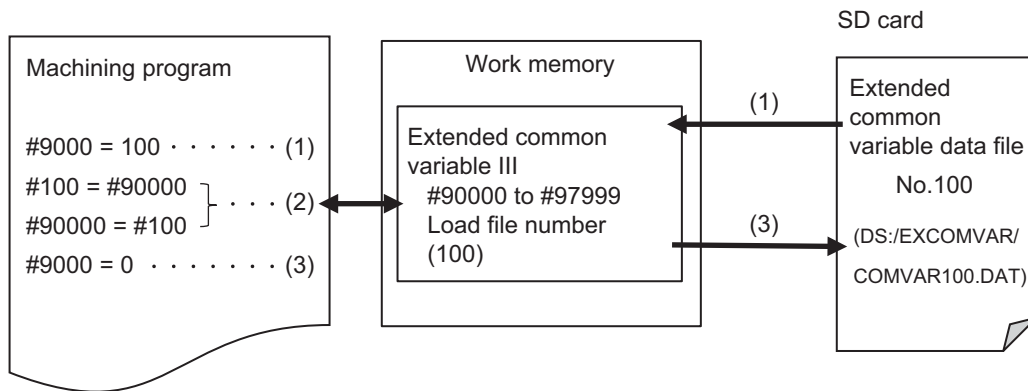 SD card
Machining program
#9000 = 100 · · · · · · (1)
#100 = #90000
#90000 = #100
· · · (2)
#9000 = 0 · · · · · · · (3)
Work memory
Extended common
variable III
#90000 to #97999
Load file number
(100)
(1)
(3)
Extended
common
variable data file
No.100
(DS:/EXCOMVAR/
COMVAR100.DAT)